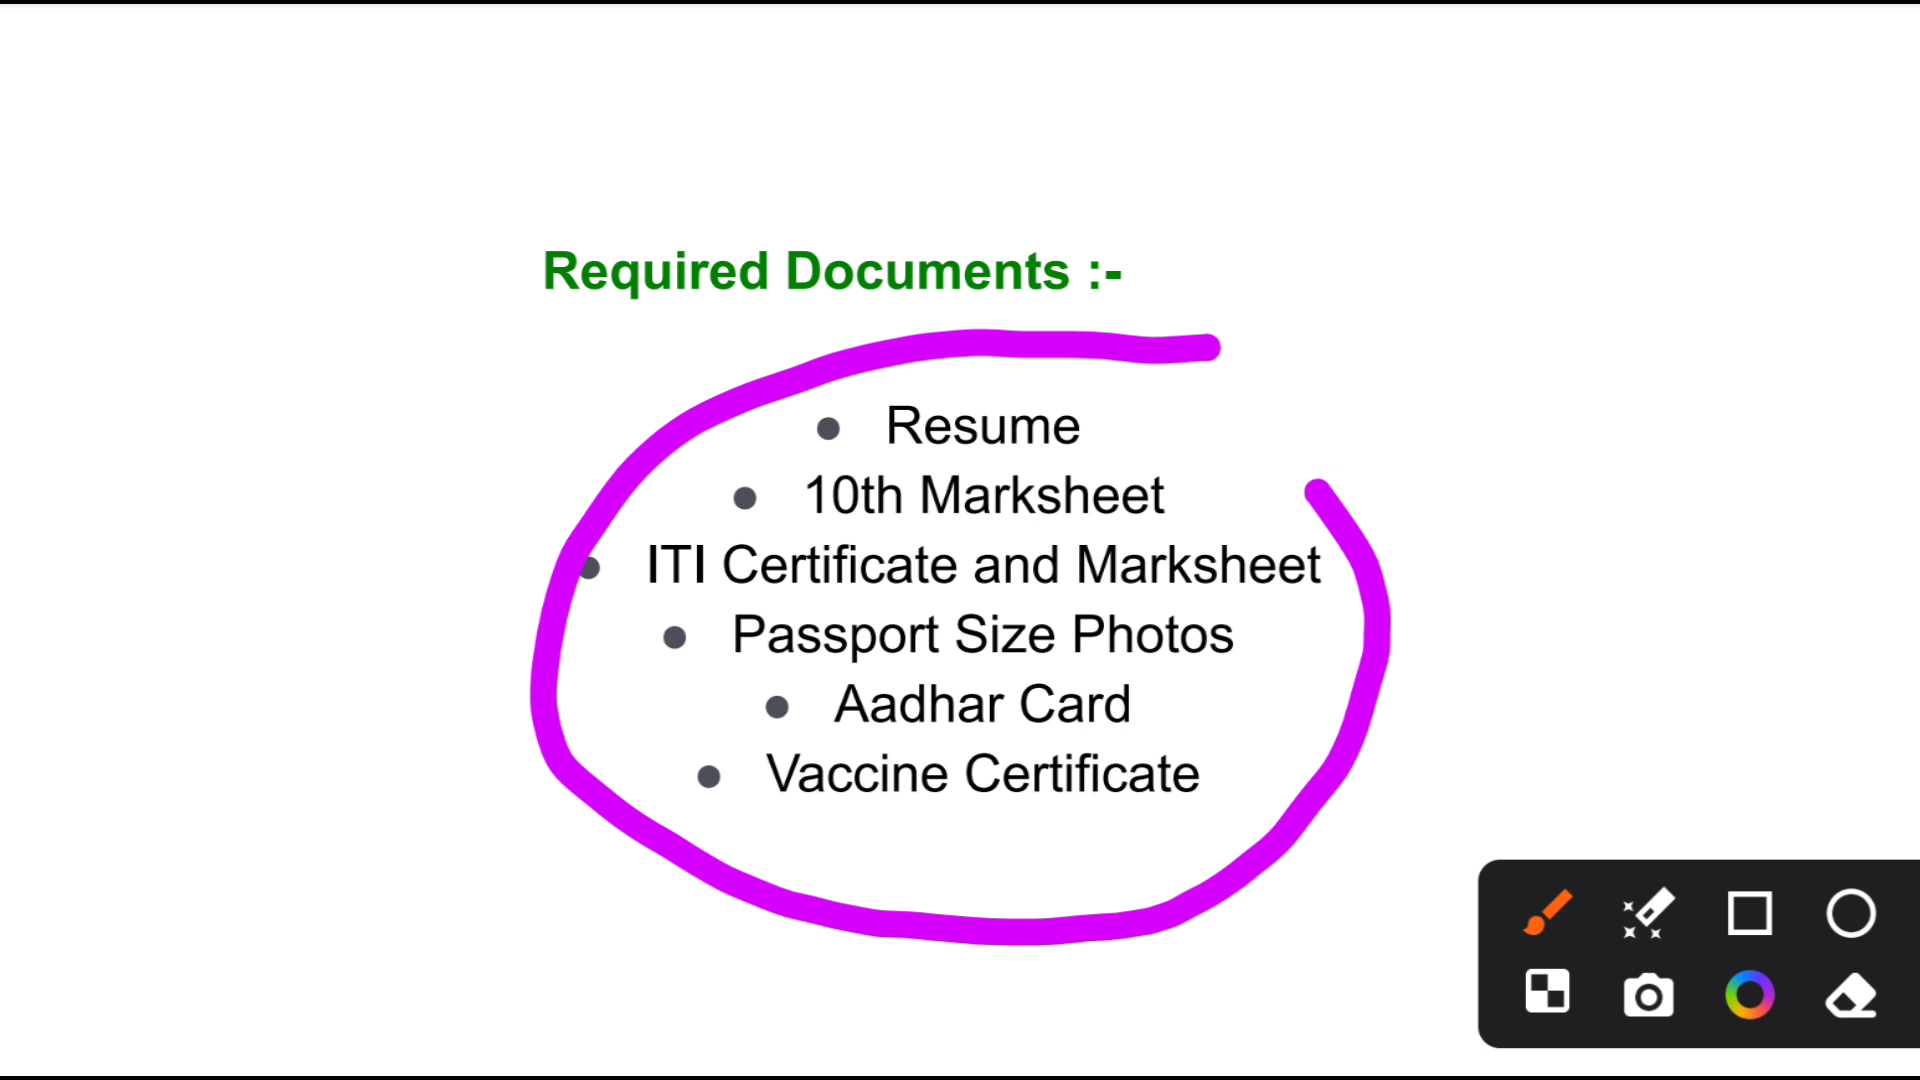 Required Documents :-
● Resume
● 10th Marksheet
● ITI Certificate and Marksheet
● Passport Size Photos
● Aadhar Card
● Vaccine Certificate